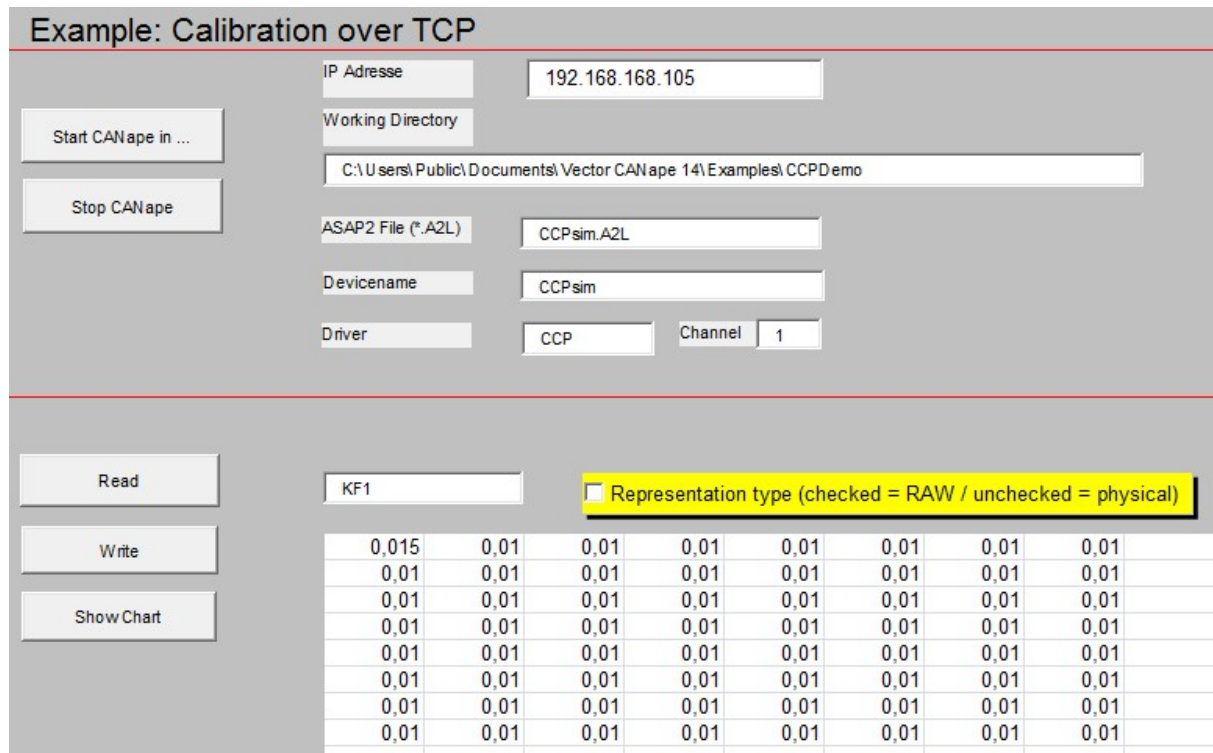 Example: Calibration over TCP
IP Adresse 192.168.168.105
Start CANape in ...
Working Directory
C:\Users\Public\Documents\Vector CANape 14\Examples\CCPDemo
Stop CANape
ASAP2 File (*.A2L) CCPsim.A2L
Devicename CCPsim
Driver CCP Channel 1
Read KF1 Representation type (checked = RAW / unchecked = physical)
Write
Show Chart
0,015 0,01 0,01 0,01 0,01 0,01 0,01 0,01
0,01 0,01 0,01 0,01 0,01 0,01 0,01 0,01
0,01 0,01 0,01 0,01 0,01 0,01 0,01 0,01
0,01 0,01 0,01 0,01 0,01 0,01 0,01 0,01
0,01 0,01 0,01 0,01 0,01 0,01 0,01 0,01
0,01 0,01 0,01 0,01 0,01 0,01 0,01 0,01
0,01 0,01 0,01 0,01 0,01 0,01 0,01 0,01
0,01 0,01 0,01 0,01 0,01 0,01 0,01 0,01